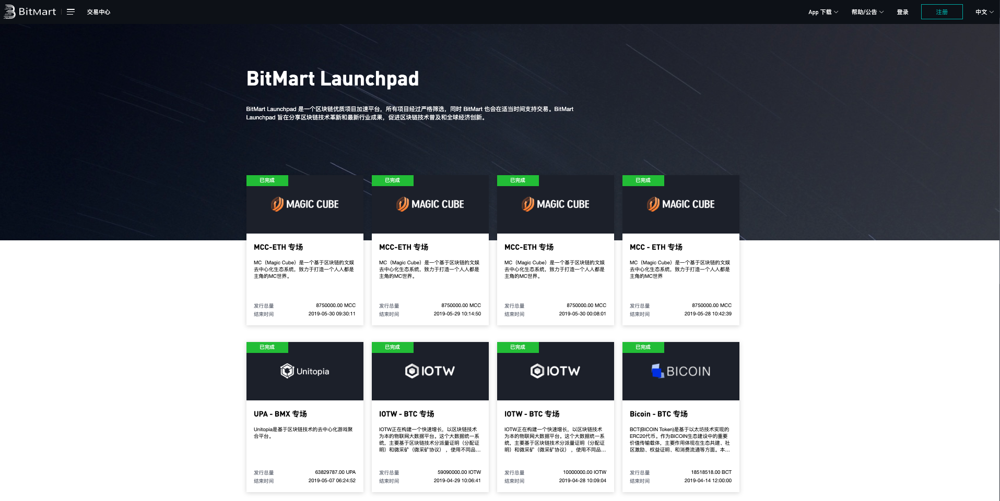 BitMart
交易中心
App 下载
帮助/公告
登录
注册
中文
BitMart Launchpad
BitMart Launchpad 是一个区块链优质项目加速平台，所有项目经过严格筛选，同时 BitMart 也会在适当时间支持交易。BitMart
Launchpad 旨在分享区块链技术革新和最新行业成果，促进区块链技术普及和全球经济创新。
已完成
MAGIC CUBE
MCC-ETH 专场
MC（Magic Cube）是一个基于区块链的文娱
去中心化生态系统，致力于打造一个人人都是
主角的MC世界。
发行总量 8750000.00 MCC
结束时间 2019-05-30 09:30:11
已完成
MAGIC CUBE
MCC-ETH 专场
MC（Magic Cube）是一个基于区块链的文娱
去中心化生态系统，致力于打造一个人人都是
主角的MC世界。
发行总量 8750000.00 MCC
结束时间 2019-05-29 10:14:50
已完成
MAGIC CUBE
MCC-ETH 专场
MC（Magic Cube）是一个基于区块链的文娱
去中心化生态系统，致力于打造一个人人都是
主角的MC世界。
发行总量 8750000.00 MCC
结束时间 2019-05-30 00:08:01
已完成
MAGIC CUBE
MCC - ETH 专场
MC（Magic Cube）是一个基于区块链的文娱
去中心化生态系统，致力于打造一个人人都是
主角的MC世界
发行总量 8750000.00 MCC
结束时间 2019-05-28 10:42:39
已完成
Unitopia
UPA - BMX 专场
Unitopia是基于区块链技术的去中心化游戏聚
合平台。
发行总量 63829787.00 UPA
结束时间 2019-05-07 06:24:52
已完成
IOTW
IOTW - BTC 专场
IOTW正在构建一个快速增长，以区块链技术
为本的物联网大数据平台。这个大数据统一系
统，主要基于区块链技术分派量证明（分配证
明）和微采矿（微采矿协议），使用不同品...
发行总量 59090000.00 IOTW
结束时间 2019-04-29 10:06:41
已完成
IOTW
IOTW - BTC 专场
IOTW正在构建一个快速增长，以区块链技术
为本的物联网大数据平台。这个大数据统一系
统，主要基于区块链技术分派量证明（分配证
明）和微采矿（微采矿协议），使用不同品...
发行总量 10000000.00 IOTW
结束时间 2019-04-28 10:09:04
已完成
BICOIN
Bicoin - BTC 专场
BCT(BICOIN Token)是基于以太坊技术实现的
ERC20代币。作为BICOIN生态建设中的重要
价值传输载体，主要作用体现在生态共建、社
区激励、权益证明、和消费流通等方面。本...
发行总量 18518518.00 BCT
结束时间 2019-04-14 12:00:00